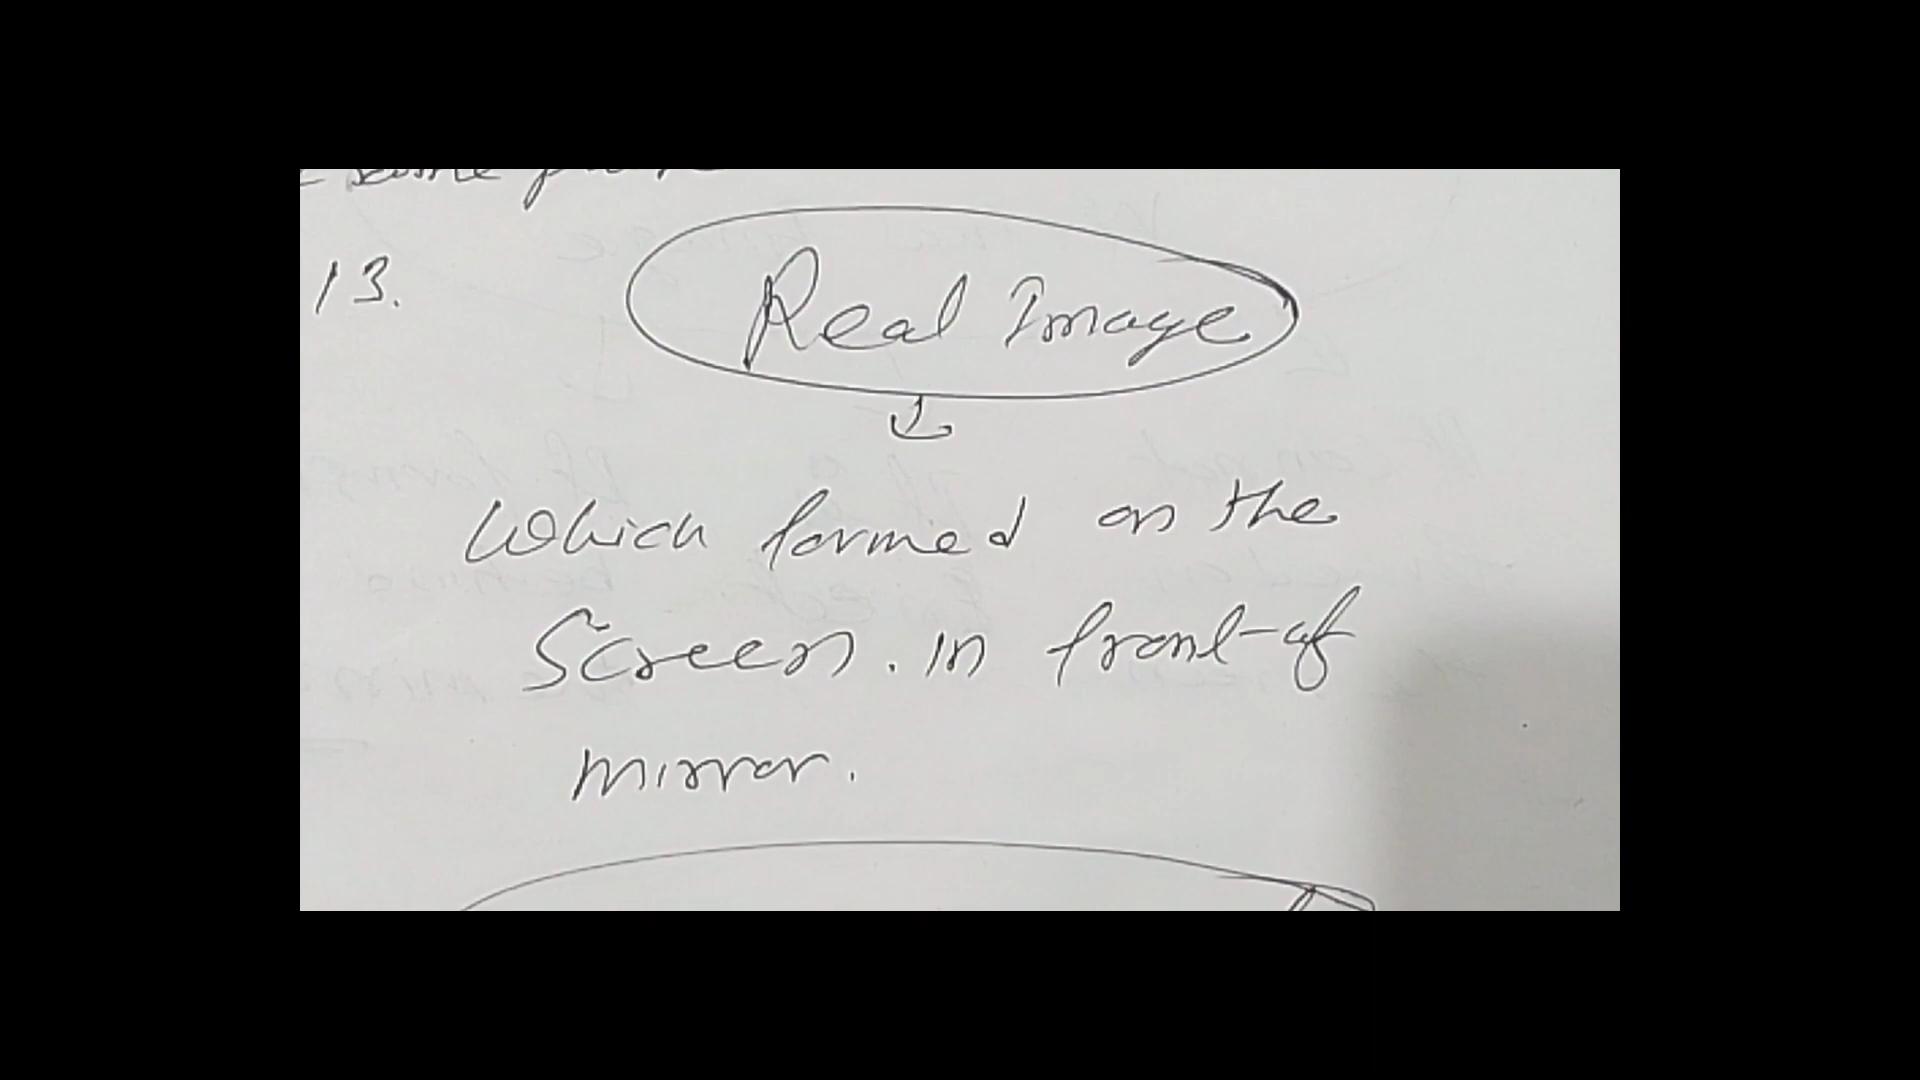 13.
Real Image
Which formed on the
Screen. in front of
mirror.